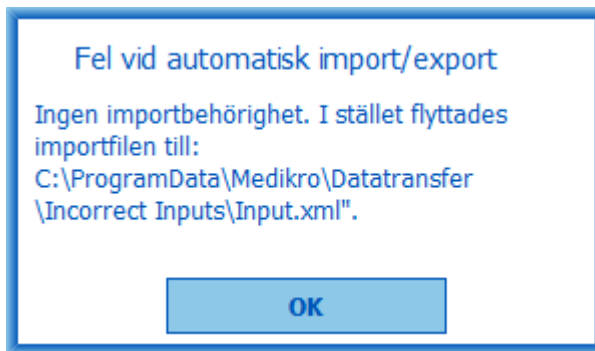 Fel vid automatisk import/export
Ingen importbehörighet. I stället flyttades
importfilen till:
C:\ProgramData\Medikro\Datatransfer
\Incorrect Inputs\Input.xml".
OK